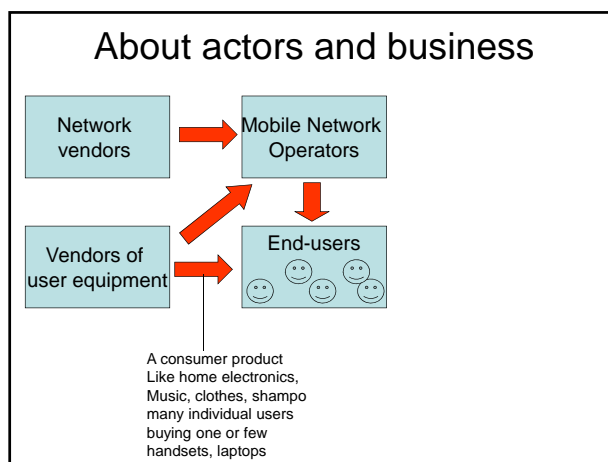 About actors and business
Network
vendors
Mobile Network
Operators
Vendors of
user equipment
End-users
A consumer product
Like home electronics,
Music, clothes, shampo
many individual users
buying one or few
handsets, laptops